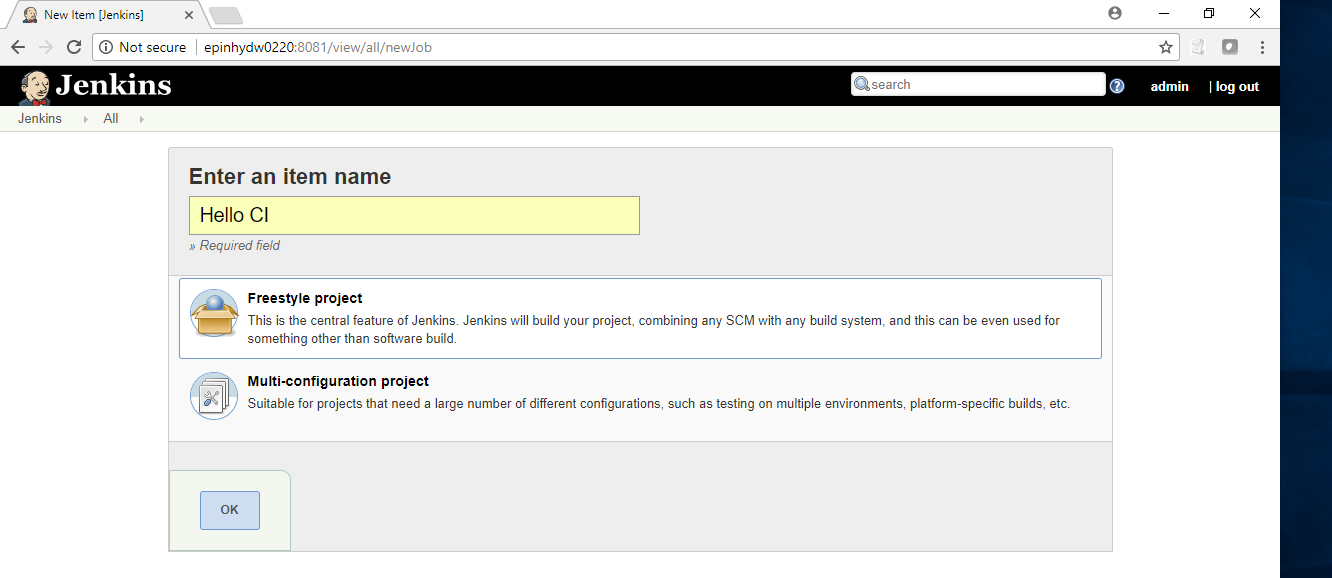 New Item [Jenkins]
Not secure epinhydw0220:8081/view/all/newJob
Jenkins
search
admin | log out
Jenkins All
Enter an item name
Hello CI
» Required field
Freestyle project
This is the central feature of Jenkins. Jenkins will build your project, combining any SCM with any build system, and this can be even used for
something other than software build.
Multi-configuration project
Suitable for projects that need a large number of different configurations, such as testing on multiple environments, platform-specific builds, etc.
OK